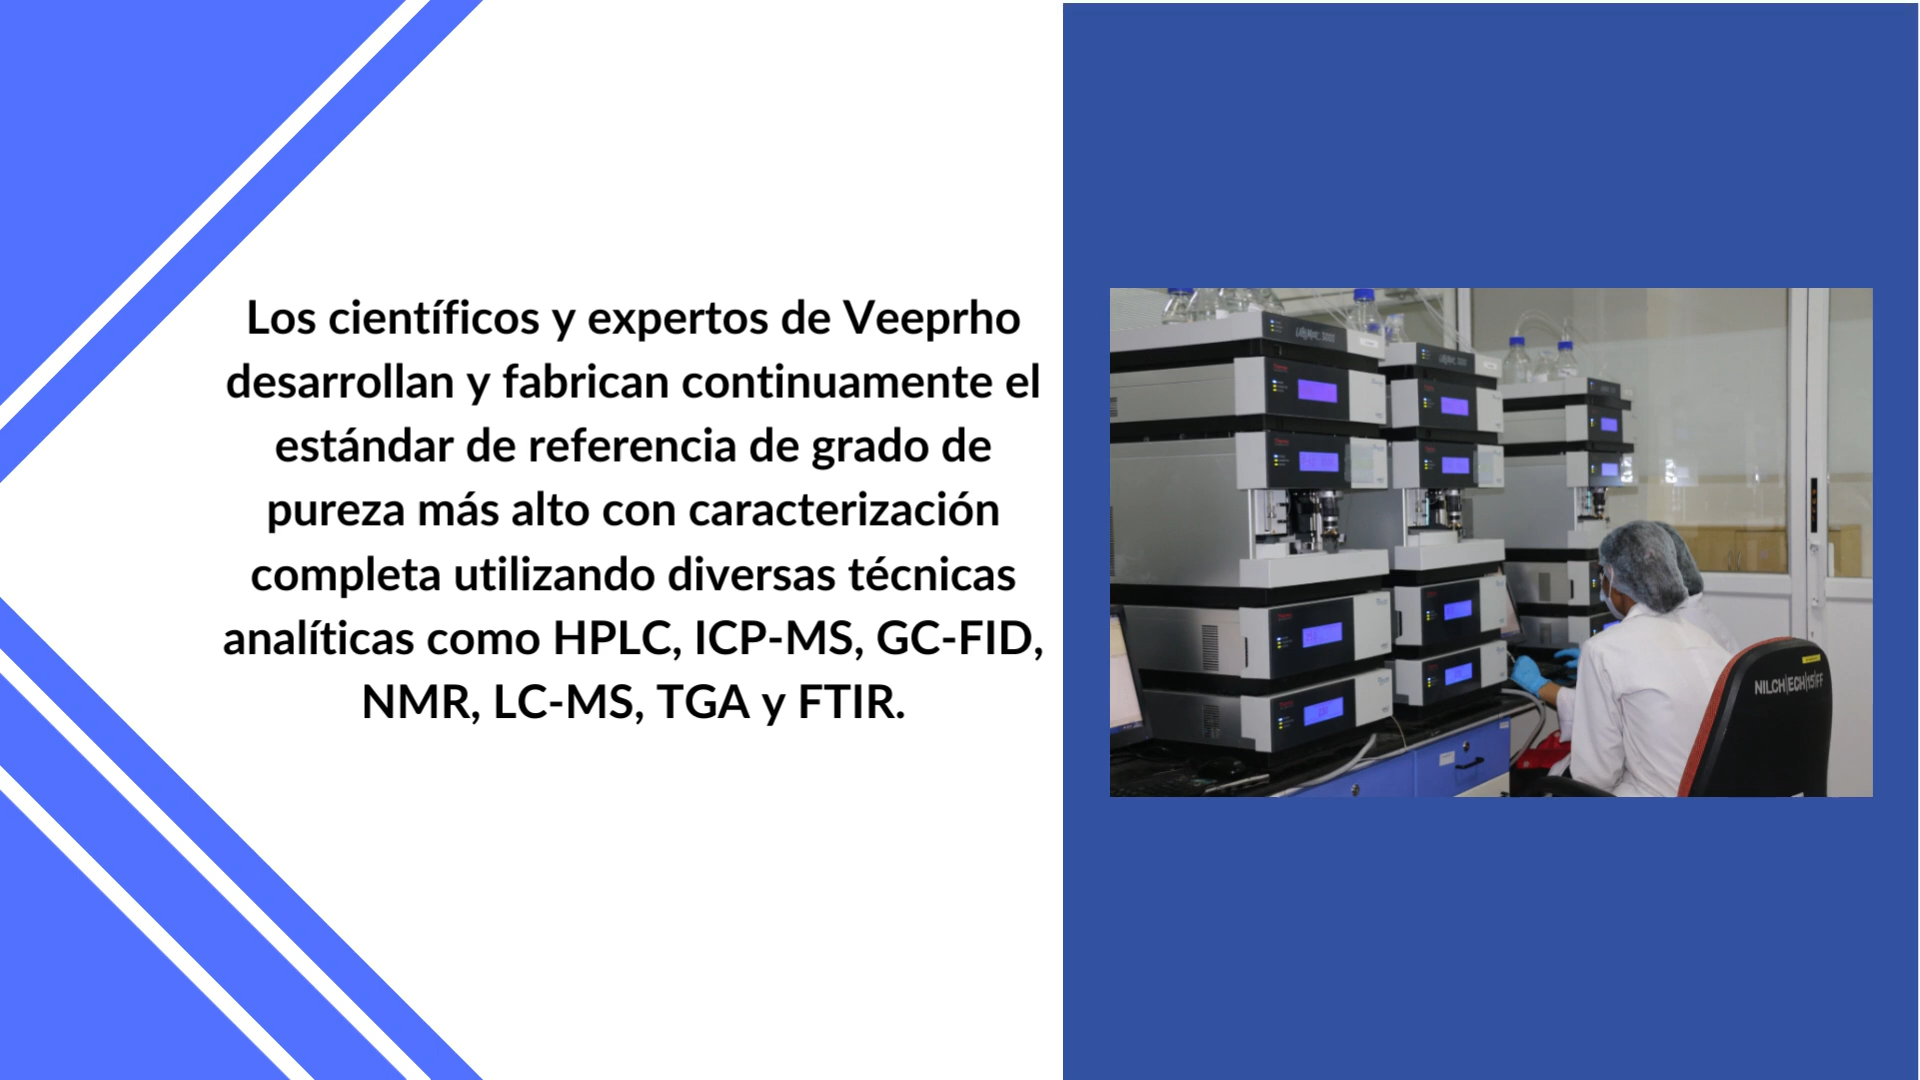 Los científicos y expertos de Veeprho
desarrollan y fabrican continuamente el
estándar de referencia de grado de
pureza más alto con caracterización
completa utilizando diversas técnicas
analíticas como HPLC, ICP-MS, GC-FID,
NMR, LC-MS, TGA y FTIR.